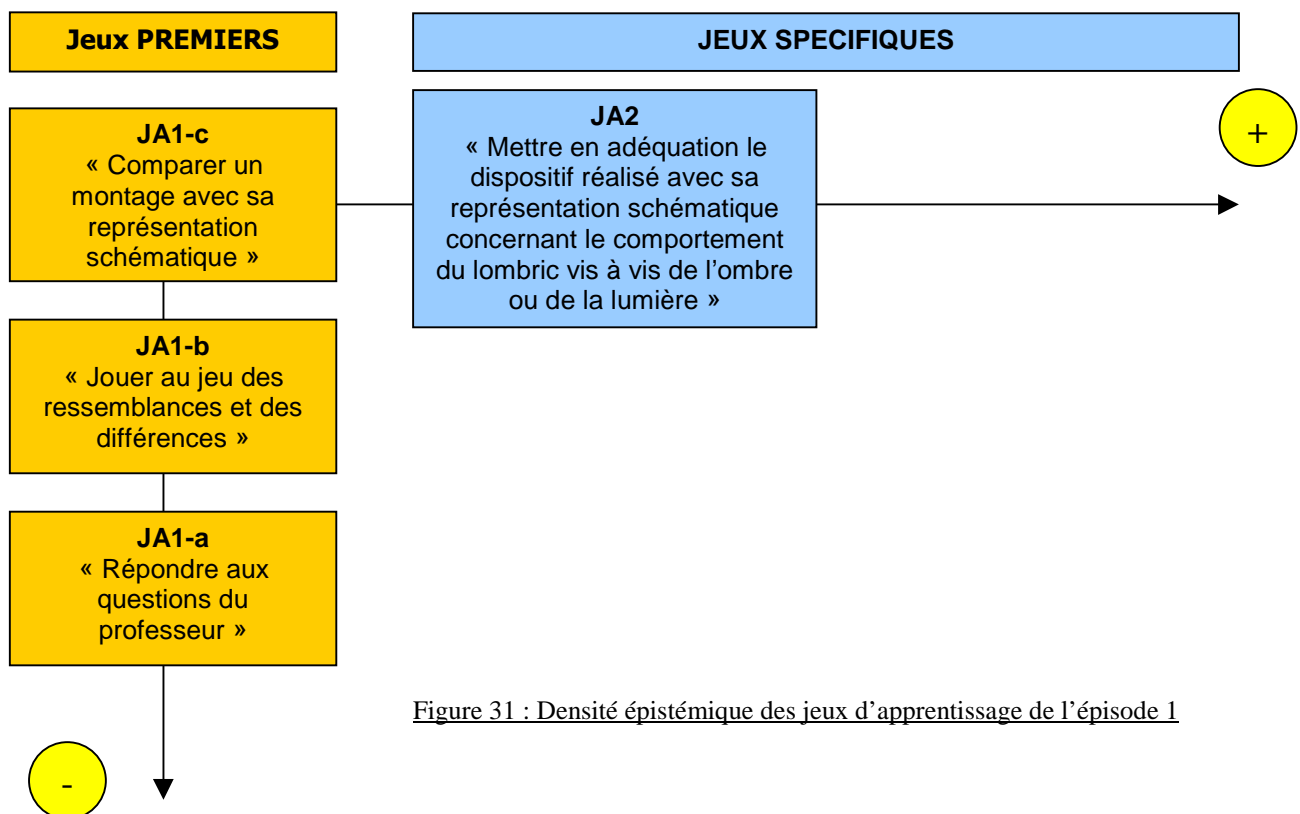 Jeux PREMIERS
JEUX SPECIFIQUES
JA1-c
« Comparer un
montage avec sa
représentation
schématique »
JA2
« Mettre en adéquation le
dispositif réalisé avec sa
représentation schématique
concernant le comportement
du lombric vis à vis de l’ombre
ou de la lumière »
+
JA1-b
« Jouer au jeu des
ressemblances et des
différences »
JA1-a
« Répondre aux
questions du
professeur »
Figure 31 : Densité épistémique des jeux d’apprentissage de l’épisode 1
-